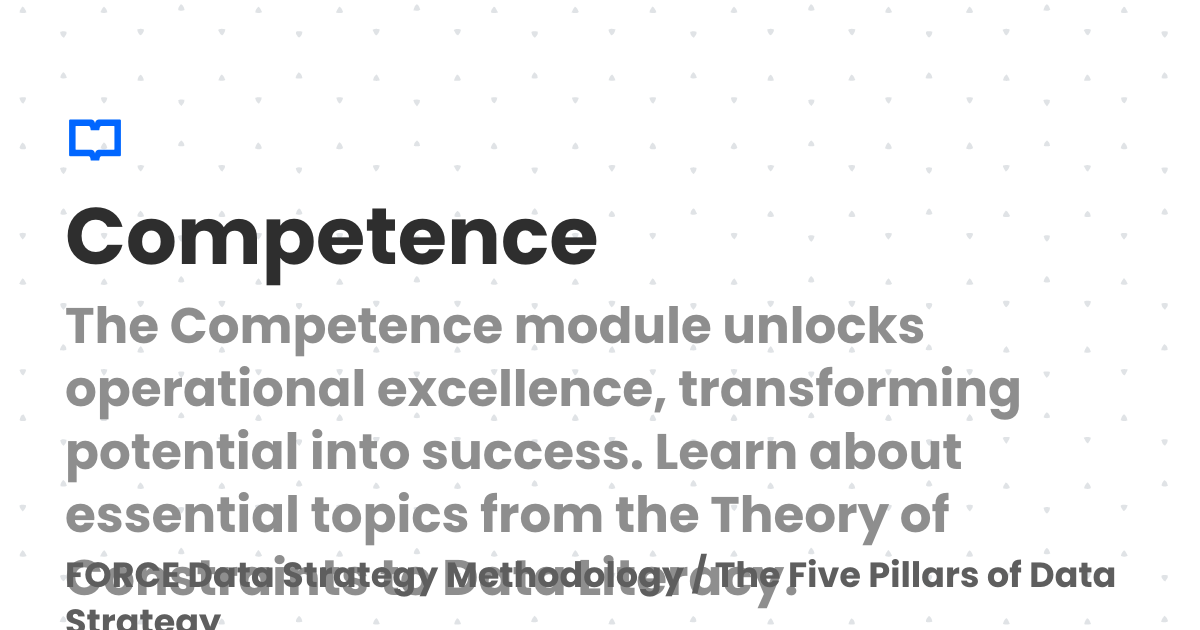 Competence
The Competence module unlocks
operational excellence, transforming
potential into success. Learn about
essential topics from the Theory of
Constraints to Data Literacy.
FORCE Data Strategy Methodology / The Five Pillars of Data
Strategy